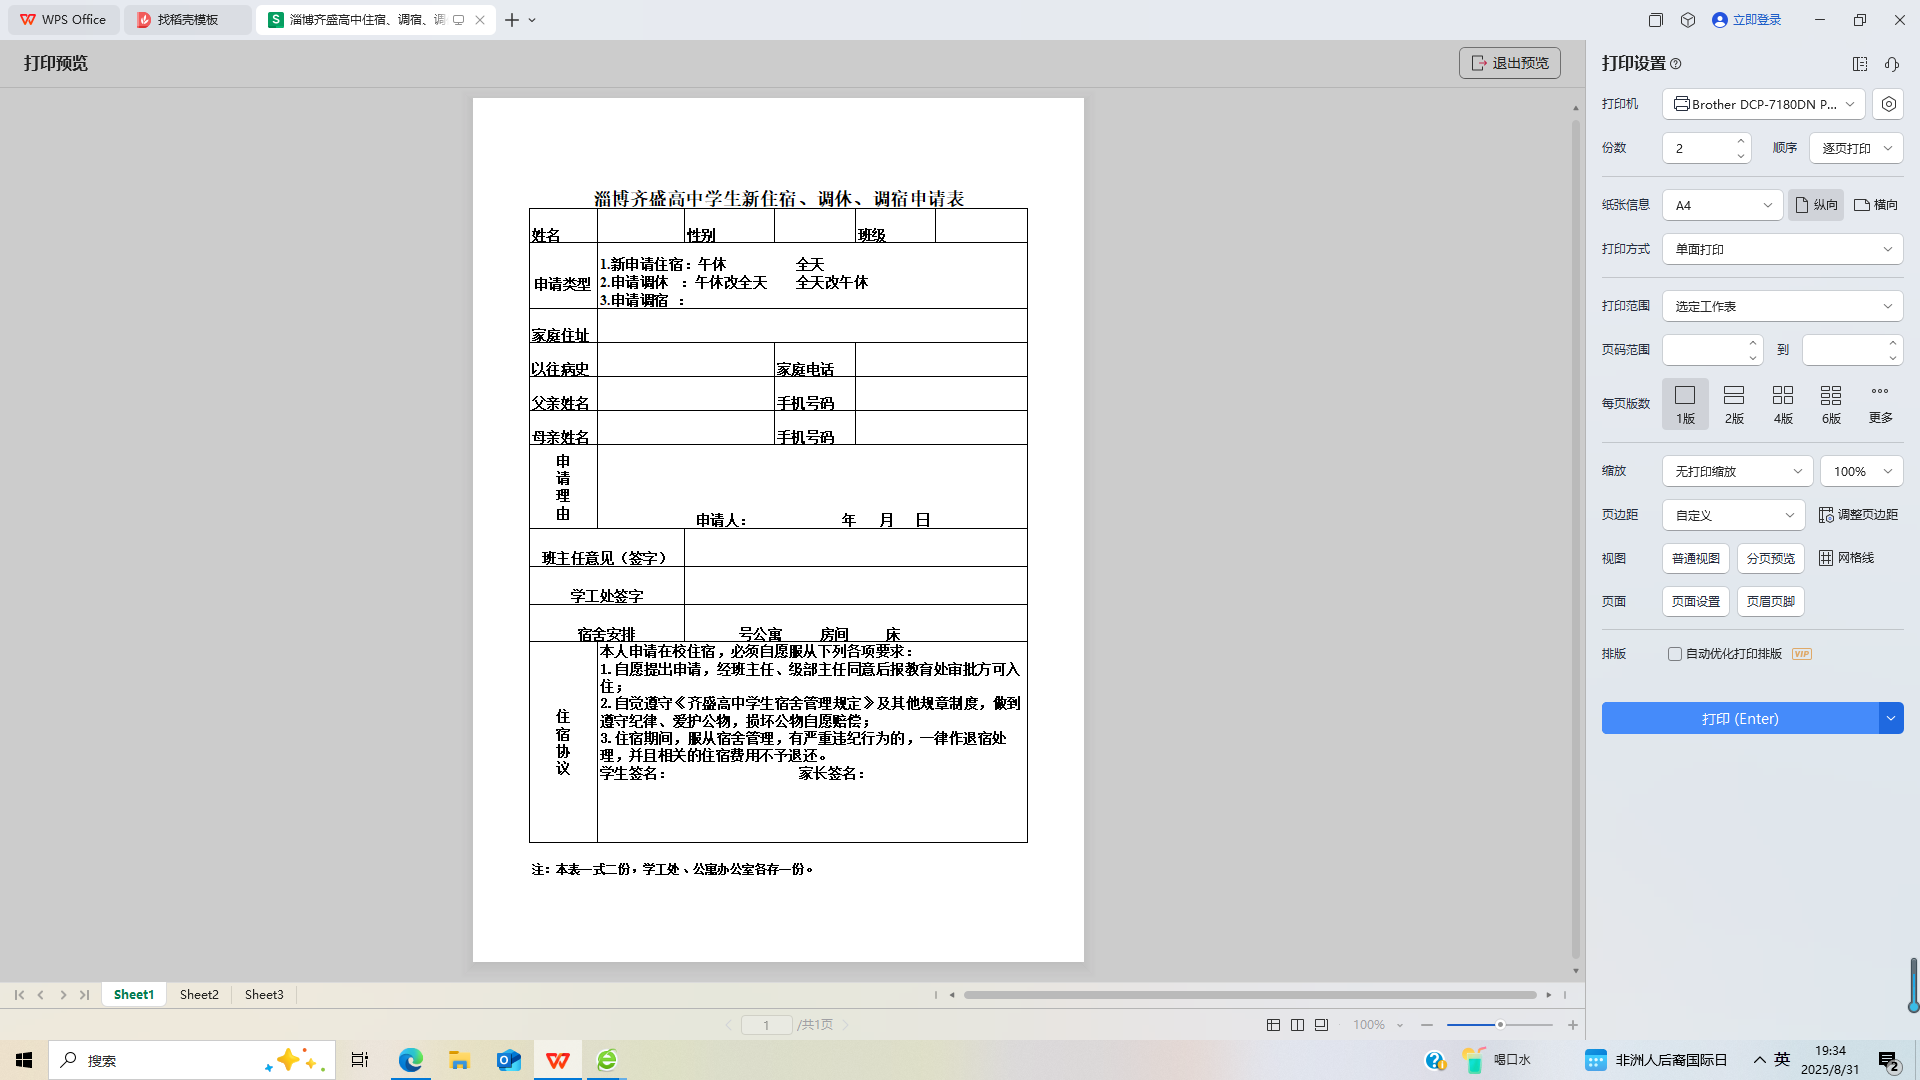 WPS Office 找稻壳模板 淄博齐盛高中住宿、调宿、调
立即登录
打印预览 退出预览
打印设置
打印机 Brother DCP-7180DN P...
份数 2 顺序 逐页打印
纸张信息 A4 纵向 横向
打印方式 单面打印
打印范围 选定工作表
页码范围 到
每页版数 1版 2版 4版 6版 更多
缩放 无打印缩放 100%
页边距 自定义 调整页边距
视图 普通视图 分页预览 网格线
页面 页面设置 页眉页脚
排版 自动优化打印排版 VIP
打印 (Enter)
淄博齐盛高中学生新住宿、调休、调宿申请表
姓名 性别 班级
申请类型
1.新申请住宿：午休 全天
2.申请调休 ：午休改全天 全天改午休
3.申请调宿 ：
家庭住址
以往病史 家庭电话
父亲姓名 手机号码
母亲姓名 手机号码
申
请
理
由
申请人： 年 月 日
班主任意见（签字）
学工处签字
宿舍安排 号公寓 房间 床
住
宿
协
议
本人申请在校住宿，必须自愿服从下列各项要求：
1.自愿提出申请，经班主任、级部主任同意后报教育处审批方可入
住；
2.自觉遵守《齐盛高中学生宿舍管理规定》及其他规章制度，做到
遵守纪律、爱护公物，损坏公物自愿赔偿；
3.住宿期间，服从宿舍管理，有严重违纪行为的，一律作退宿处
理，并且相关的住宿费用不予退还。
学生签名： 家长签名：
注：本表一式二份，学工处、公寓办公室各存一份。
Sheet1 Sheet2 Sheet3
1 /共1页 100%
搜索
喝口水
非洲人后裔国际日
英
19:34
2025/8/31
2